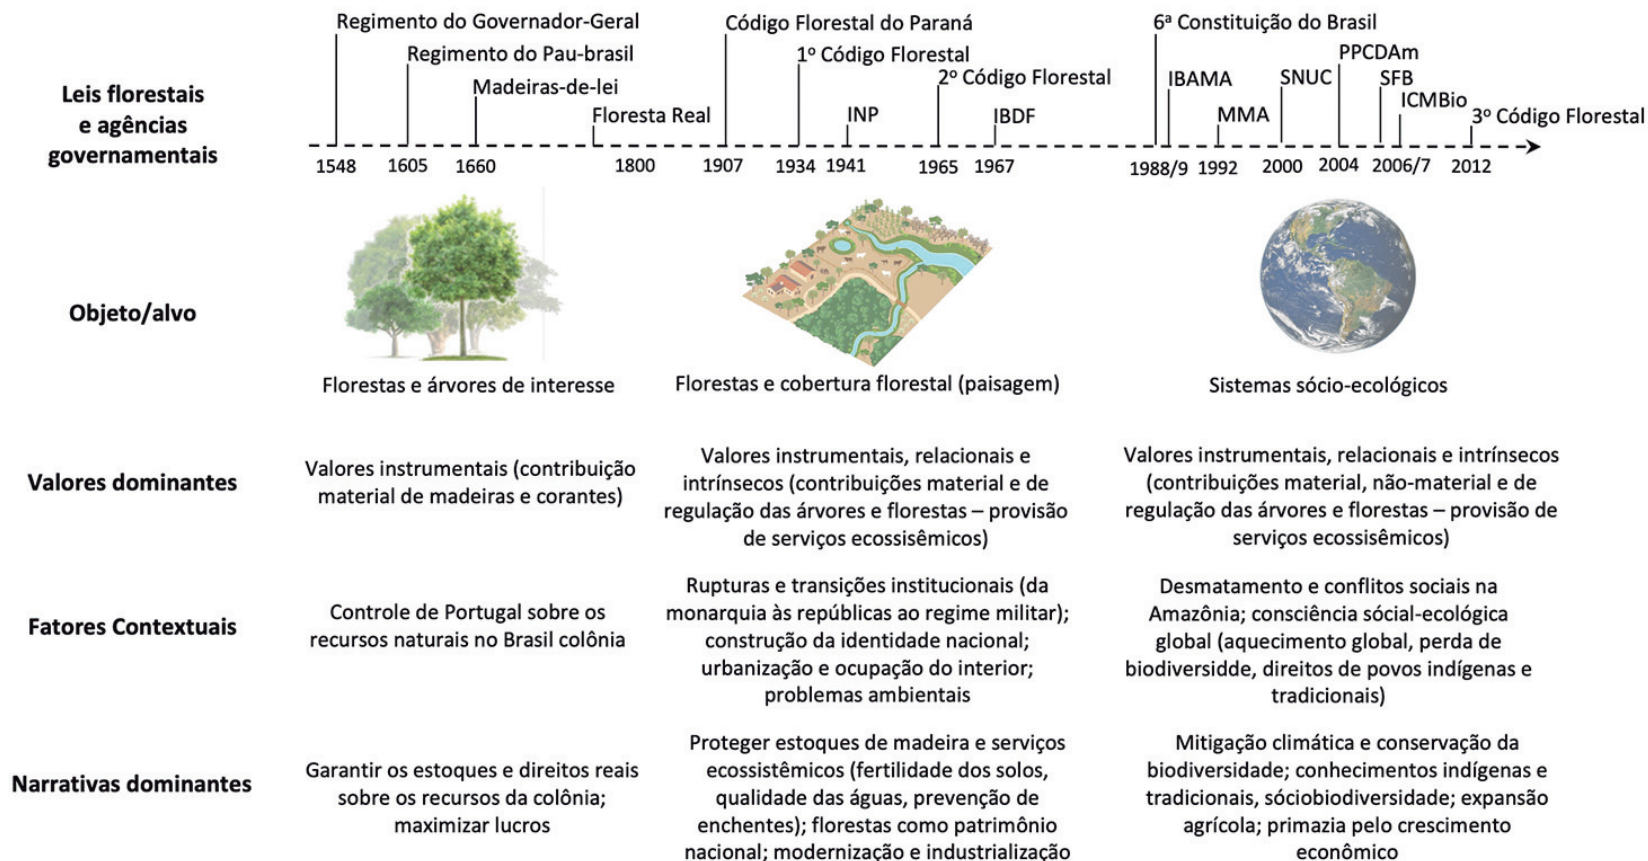 Leis florestais
e agências
governamentais
Regimento do Governador-Geral
Regimento do Pau-brasil
Madeiras-de-lei
Floresta Real
Código Florestal do Paraná
1º Código Florestal
INP
2º Código Florestal
IBDF
6ª Constituição do Brasil
IBAMA
MMA
SNUC
PPCDAm
SFB
ICMBio
3º Código Florestal
1548
1605
1660
1800
1907
1934
1941
1965
1967
1988/9
1992
2000
2004
2006/7
2012
Objeto/alvo
Florestas e árvores de interesse
Florestas e cobertura florestal (paisagem)
Sistemas sócio-ecológicos
Valores dominantes
Valores instrumentais (contribuição
material de madeiras e corantes)
Valores instrumentais, relacionais e
intrínsecos (contribuições material e de
regulação das árvores e florestas – provisão
de serviços ecossisêmicos)
Valores instrumentais, relacionais e intrínsecos
(contribuições material, não-material e de
regulação das árvores e florestas – provisão de
serviços ecossisêmicos)
Fatores Contextuais
Controle de Portugal sobre os
recursos naturais no Brasil colônia
Rupturas e transições institucionais (da
monarquia às repúblicas ao regime militar);
construção da identidade nacional;
urbanização e ocupação do interior;
problemas ambientais
Desmatamento e conflitos sociais na
Amazônia; consciência sócial-ecológica
global (aquecimento global, perda de
biodiversidde, direitos de povos indígenas e
tradicionais)
Narrativas dominantes
Garantir os estoques e direitos reais
sobre os recursos da colônia;
maximizar lucros
Proteger estoques de madeira e serviços
ecossistêmicos (fertilidade dos solos,
qualidade das águas, prevenção de
enchentes); florestas como patrimônio
nacional; modernização e industrialização
Mitigação climática e conservação da
biodiversidade; conhecimentos indígenas e
tradicionais, sóciobiodiversidade; expansão
agrícola; primazia pelo crescimento
econômico